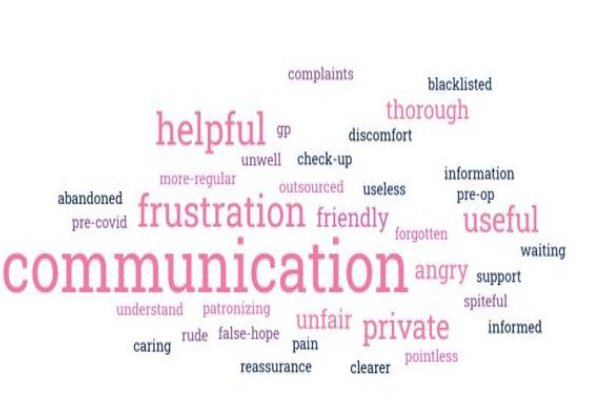 complaints
blacklisted
thorough
helpful gp
discomfort
unwell check-up
more-regular outsourced useless information
abandoned pre-op
pre-covid frustration friendly useful
forgotten
waiting
communication angry support
spiteful
understand patronizing unfair private informed
rude false-hope
caring pain
pointless
reassurance clearer